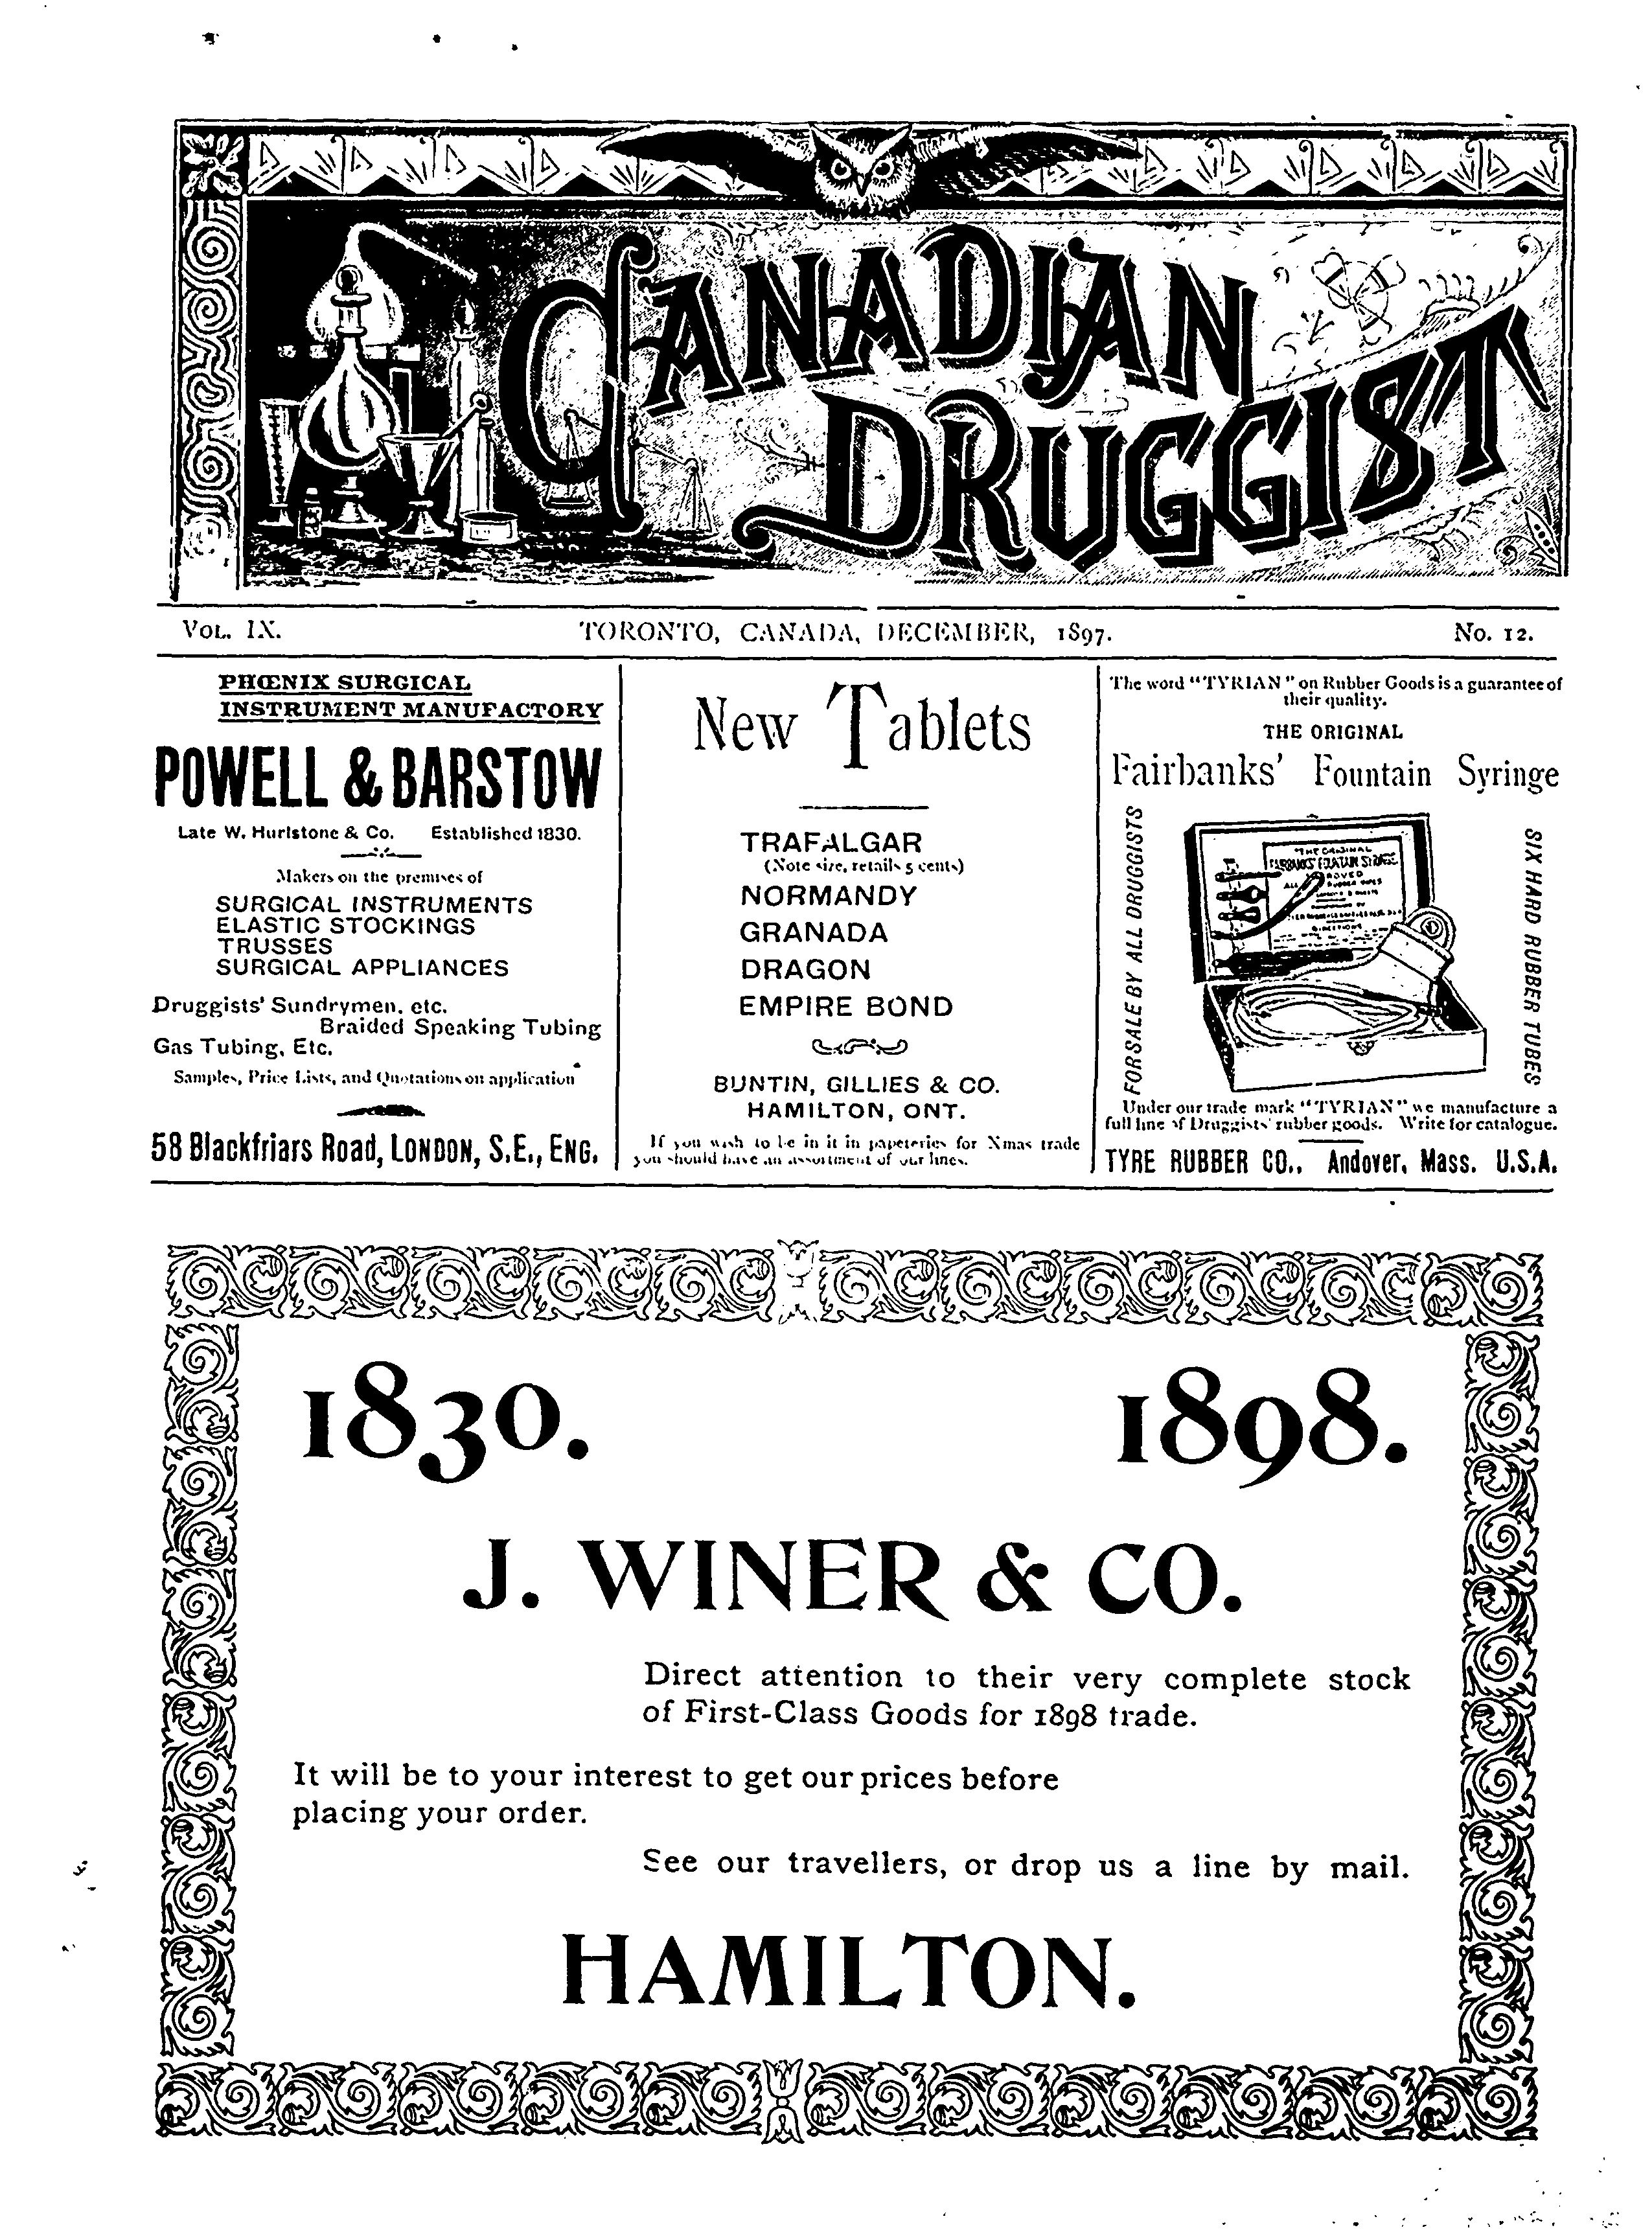 CANADIAN
DRUGGIST
VOL. IX.
TORONTO, CANADA, DECEMBER, 1897.
No. 12.
PHŒNIX SURGICAL
INSTRUMENT MANUFACTORY
POWELL & BARSTOW
Late W. Hurlstone & Co. Established 1830.
Makers on the premises of
SURGICAL INSTRUMENTS
ELASTIC STOCKINGS
TRUSSES
SURGICAL APPLIANCES
Druggists' Sundrymen, etc.
Braided Speaking Tubing
Gas Tubing, Etc.
Samples, Price Lists, and Quotations on application
58 Blackfriars Road, LONDON, S.E., ENG.
New Tablets
TRAFALGAR
(Note size, retails 5 cents)
NORMANDY
GRANADA
DRAGON
EMPIRE BOND
BUNTIN, GILLIES & CO.
HAMILTON, ONT.
If you wish to be in it in papeteries for Xmas trade
you should have an assortment of our lines.
The word "TYRIAN" on Rubber Goods is a guarantee of
their quality.
THE ORIGINAL
Fairbanks' Fountain Syringe
FOR SALE BY ALL DRUGGISTS
THE ORIGINAL
FAIRBANKS' FOUNTAIN SYRINGE
DIRECTIONS
SIX HARD RUBBER TUBES
Under our trade mark "TYRIAN" we manufacture a
full line of Druggists' rubber goods. Write for catalogue.
TYRE RUBBER CO., Andover, Mass. U.S.A.
1830. 1898.
J. WINER & CO.
Direct attention to their very complete stock
of First-Class Goods for 1898 trade.
It will be to your interest to get our prices before
placing your order.
See our travellers, or drop us a line by mail.
HAMILTON.